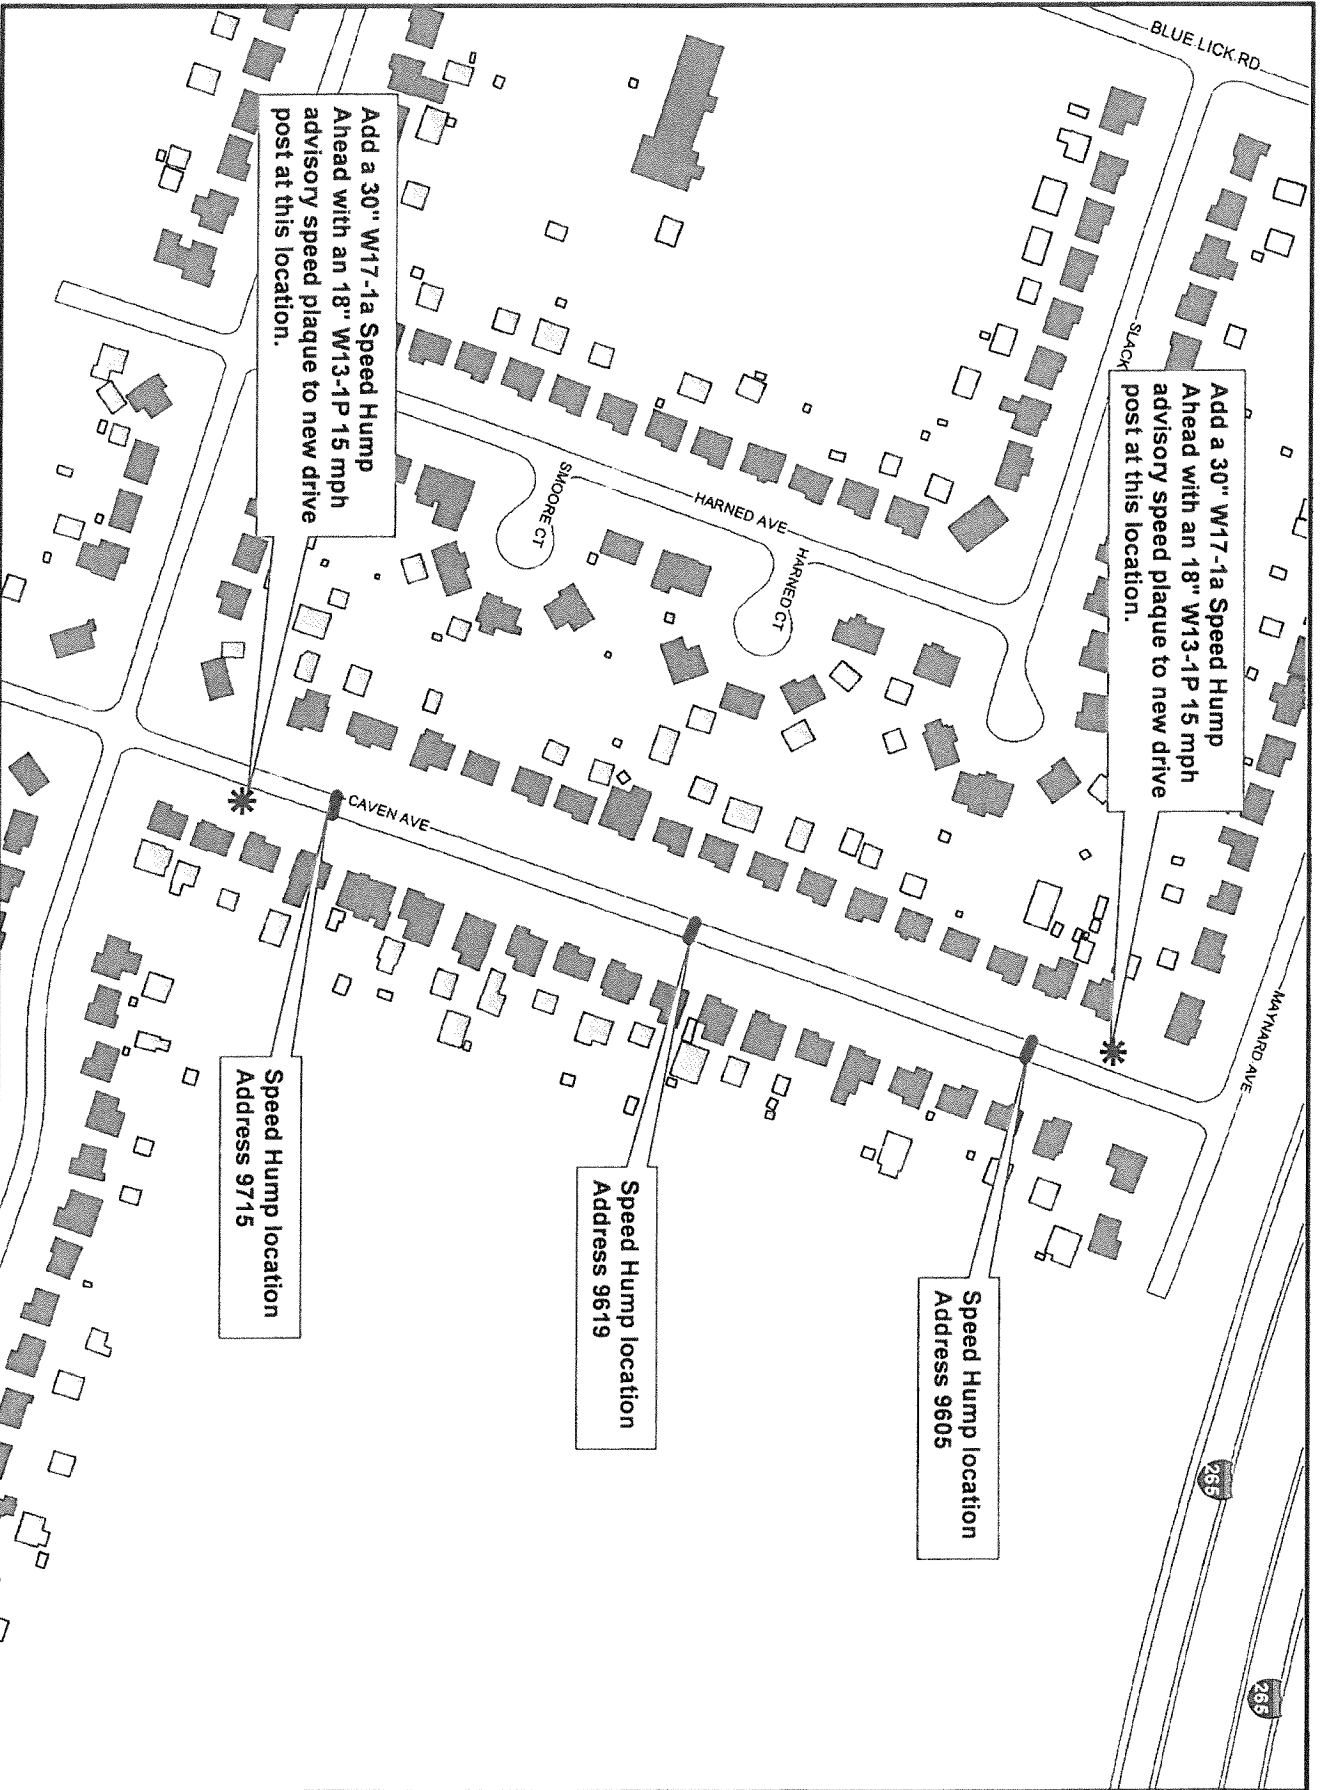 BLUE LICK RD
SLACK
Add a 30" W17-1a Speed Hump
Ahead with an 18" W13-1P 15 mph
advisory speed plaque to new drive
post at this location.
MAYNARD AVE
265
265
HARNED AVE
HARNED CT
SMOORE CT
Add a 30" W17-1a Speed Hump
Ahead with an 18" W13-1P 15 mph
advisory speed plaque to new drive
post at this location.
CAVEN AVE
Speed Hump location
Address 9605
Speed Hump location
Address 9619
Speed Hump location
Address 9715